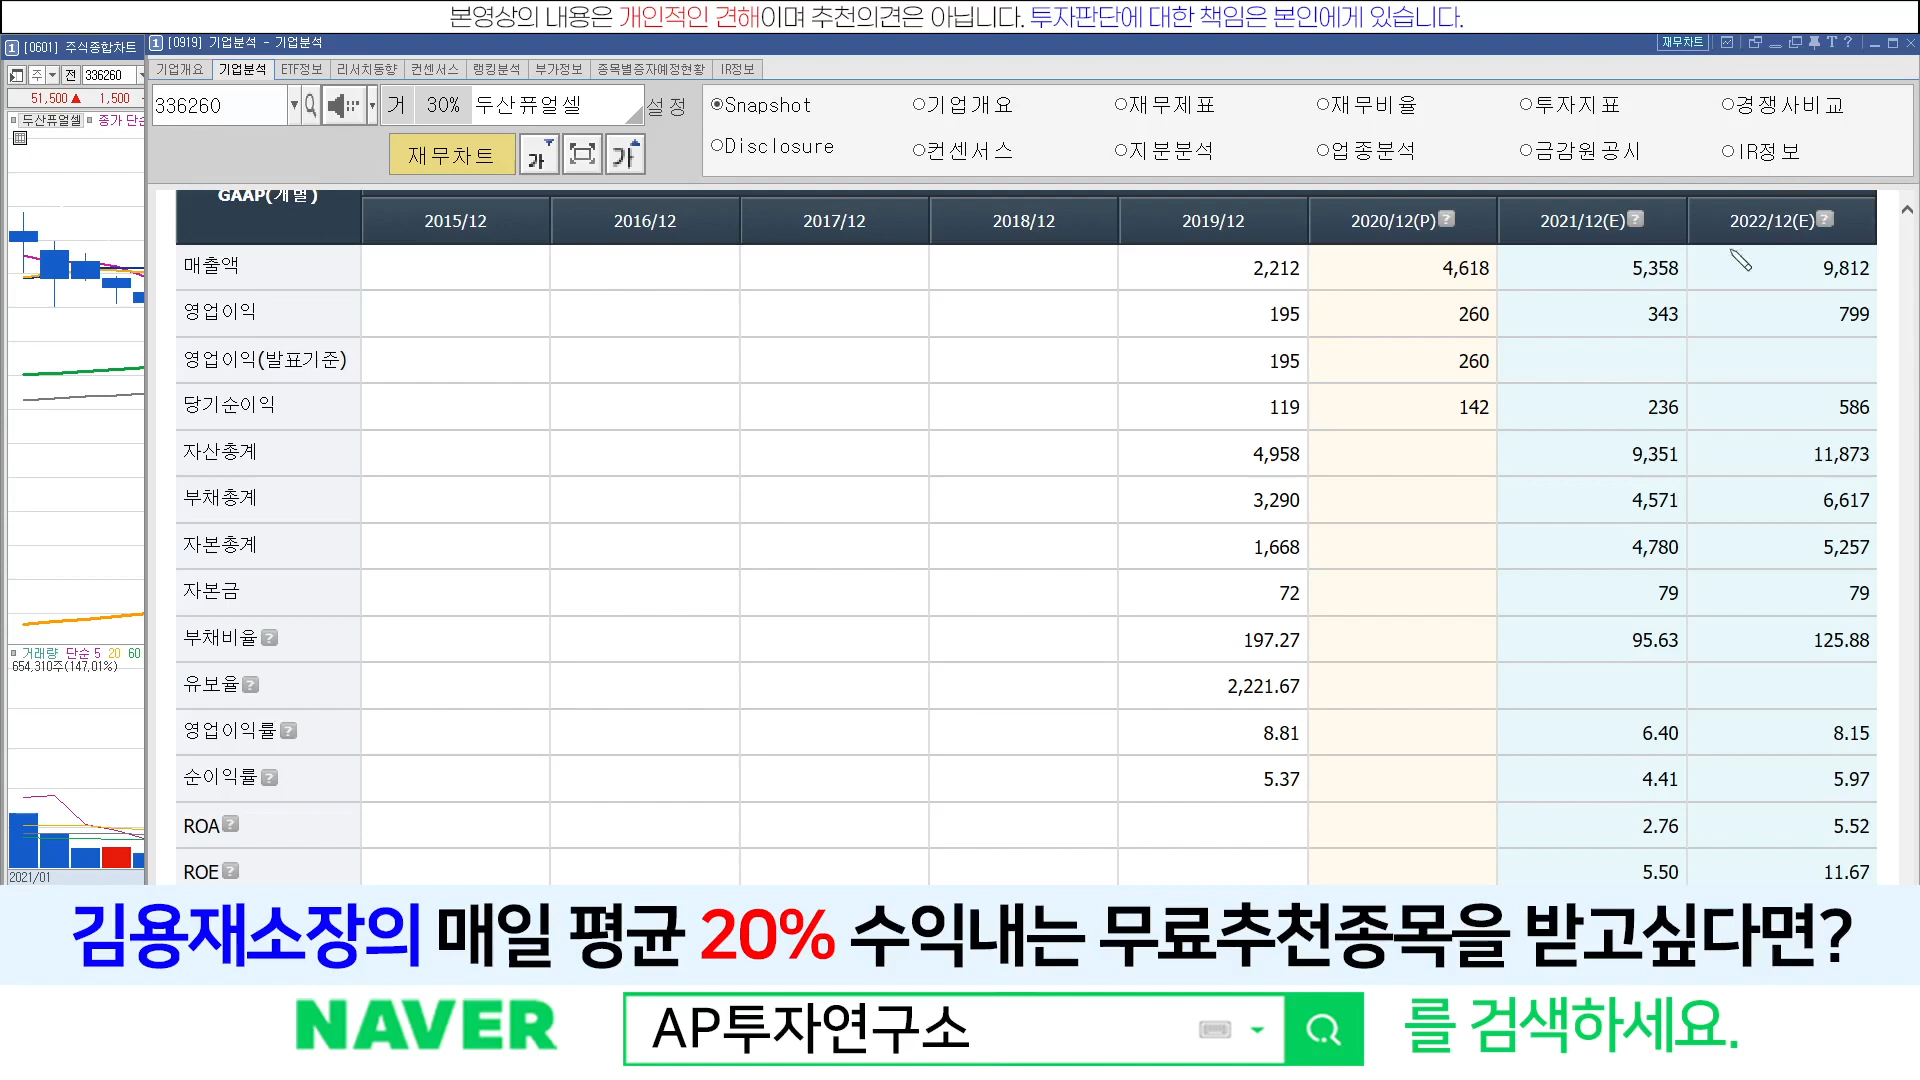 본영상의 내용은 개인적인 견해이며 추천의견은 아닙니다. 투자판단에 대한 책임은 본인에게 있습니다.
1 [0601] 주식종합차트
1 [0919] 기업분석 - 기업분석 재무차트 T ?
주 전 336260
51,500▲ 1,500
두산퓨얼셀 종가 단순
기업개요 기업분석 ETF정보 리서치동향 컨센서스 랭킹분석 부가정보 종목별증자예정현황 IR정보
336260 거 30% 두산퓨얼셀 설정
Snapshot 기업개요 재무제표 재무비율 투자지표 경쟁사비교
재무차트 가 가
Disclosure 컨센서스 지분분석 업종분석 금감원공시 IR정보
GAAP(개별) 2015/12 2016/12 2017/12 2018/12 2019/12 2020/12(P)? 2021/12(E)? 2022/12(E)?
매출액 2,212 4,618 5,358 9,812
영업이익 195 260 343 799
영업이익(발표기준) 195 260
당기순이익 119 142 236 586
자산총계 4,958 9,351 11,873
부채총계 3,290 4,571 6,617
자본총계 1,668 4,780 5,257
자본금 72 79 79
부채비율? 197.27 95.63 125.88
유보율? 2,221.67
영업이익률? 8.81 6.40 8.15
순이익률? 5.37 4.41 5.97
ROA? 2.76 5.52
ROE? 5.50 11.67
거래량 단순 5 20 60
654,310주(147,01%)
2021/01
김용재소장의 매일 평균 20% 수익내는 무료추천종목을 받고싶다면?
NAVER AP투자연구소 를 검색하세요.